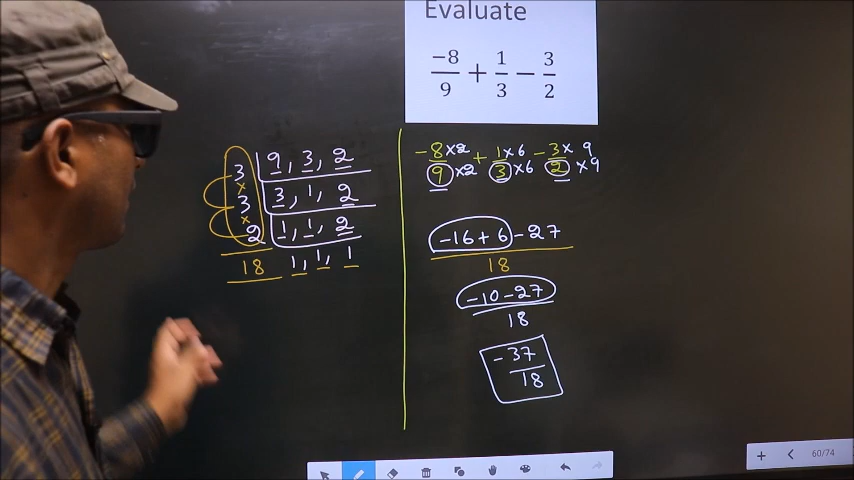 Evaluate
-8/9 + 1/3 - 3/2
3 | 9, 3, 2
×
3 | 3, 1, 2
×
2 | 1, 1, 2
18 1, 1, 1
-8×2/9×2 + 1×6/3×6 - 3×9/2×9
-16+6-27/18
-10-27/18
-37/18
60/74